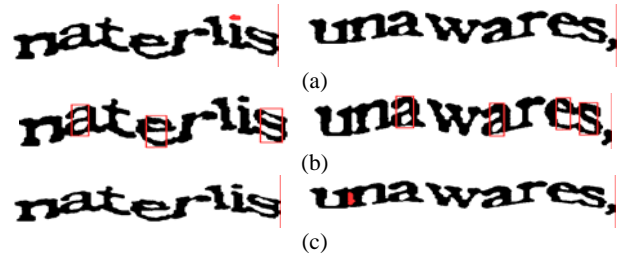 naterlis unawares,
(a)
naterlis unawares,
(b)
naterlis unawares,
(c)